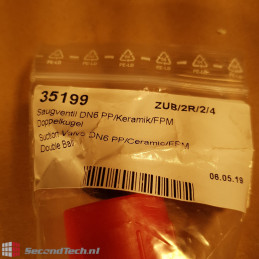 35199
ZUB/2R/2/4
Saugventil DN6 PP/Keramik/FPM
Doppelkugel
Suction Valve DN6 PP/Ceramic/FPM
Double Ball
06.05.19
SecondTech.nl